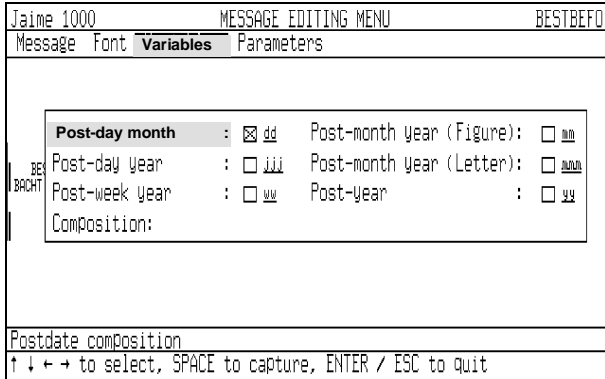 Jaime 1000 MESSAGE EDITING MENU BESTBEFO
Message Font Variables Parameters
Post-day month : ☒ dd Post-month year (Figure): ☐ mm
BES Post-day year : ☐ jjj Post-month year (Letter): ☐ mmm
BACHT Post-week year : ☐ ww Post-year : ☐ yy
Composition:
Postdate composition
↑ ↓ ← → to select, SPACE to capture, ENTER / ESC to quit